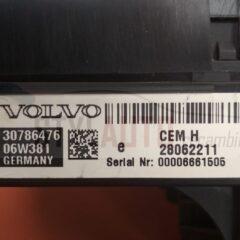 VOLVO
30786476
06W381
GERMANY
CEM H
e 28062211
Serial Nr: 00006661505